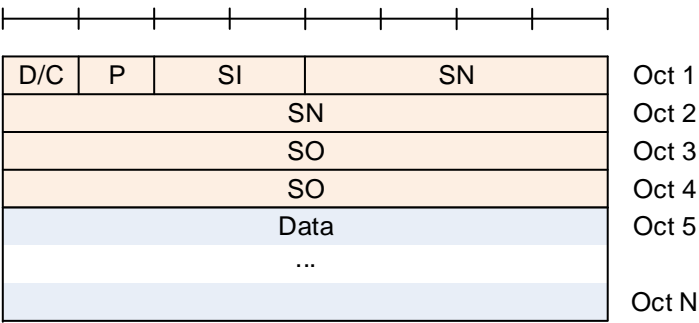 D/C P SI SN Oct 1
SN Oct 2
SO Oct 3
SO Oct 4
Data Oct 5
...
Oct N